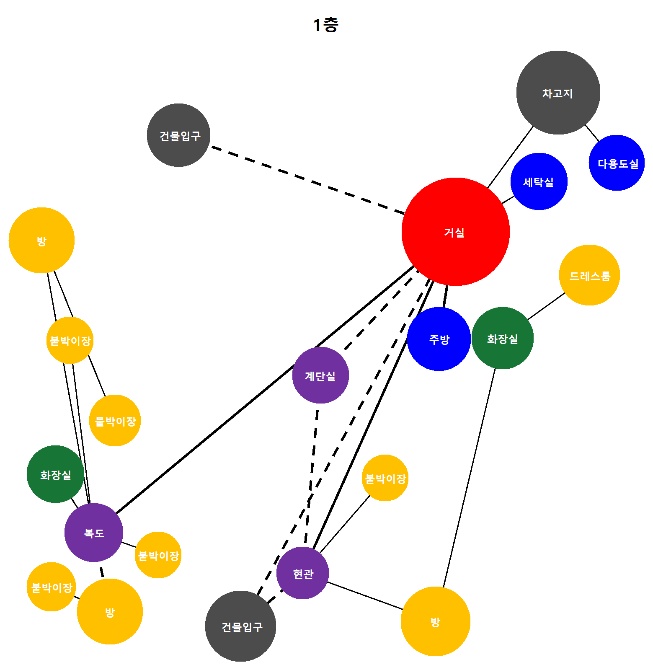 1층
차고지
건물입구
다용도실
세탁실
거실
방
드레스룸
붙박이장
주방
화장실
계단실
붙박이장
화장실
붙박이장
복도
붙박이장
현관
붙박이장
방
건물입구
방